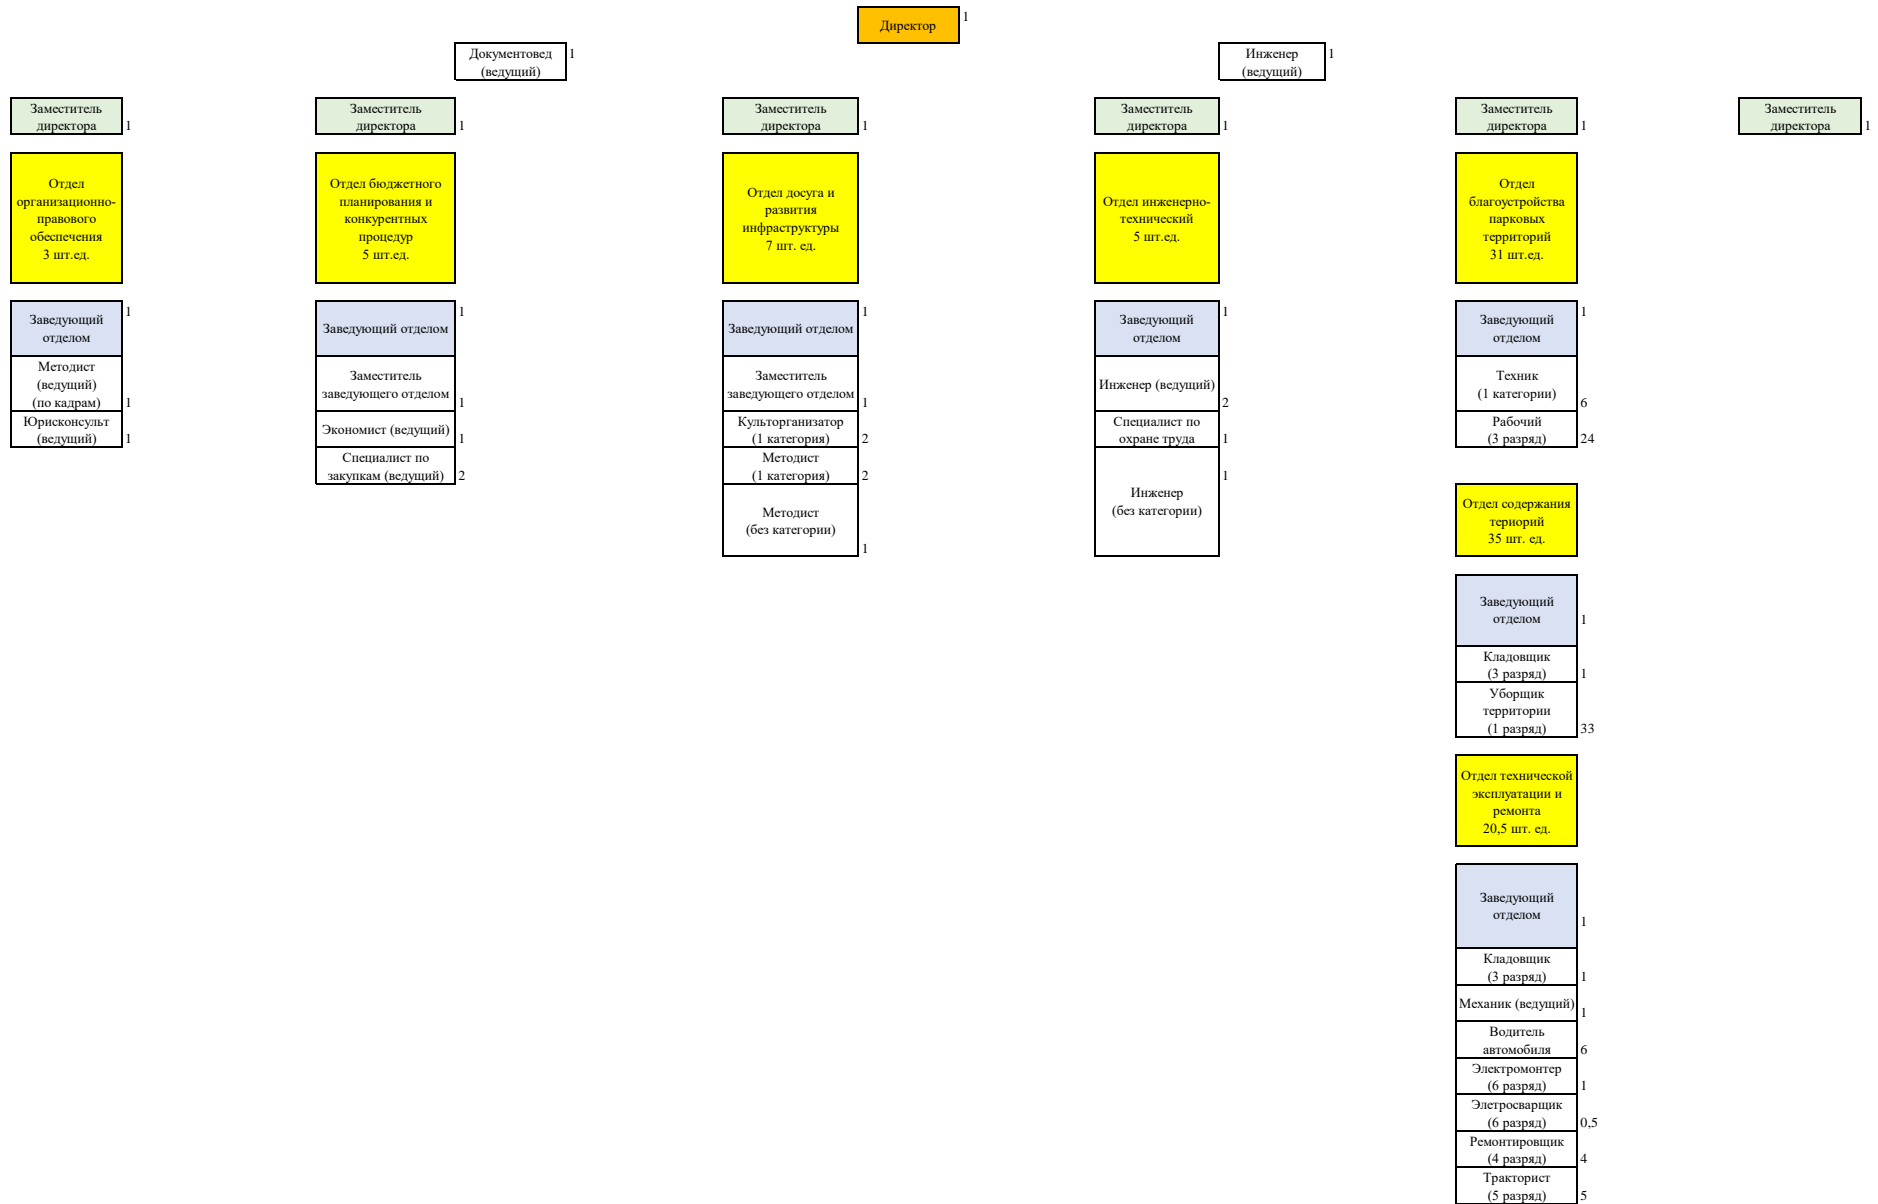 Директор
1
Документовед
(ведущий)
1
Инженер
(ведущий)
1
Заместитель
директора
1
Заместитель
директора
1
Заместитель
директора
1
Заместитель
директора
1
Заместитель
директора
1
Заместитель
директора
1
Отдел
организационно-
правового
обеспечения
3 шт.ед.
Заведующий
отделом
1
Методист
(ведущий)
(по кадрам)
1
Юрисконсульт
(ведущий)
1
Отдел бюджетного
планирования и
конкурентных
процедур
5 шт.ед.
Заведующий отделом
1
Заместитель
заведующего отделом
1
Экономист (ведущий)
1
Специалист по
закупкам (ведущий)
2
Отдел досуга и
развития
инфраструктуры
7 шт. ед.
Заведующий отделом
1
Заместитель
заведующего отделом
1
Культорганизатор
(1 категория)
2
Методист
(1 категория)
2
Методист
(без категории)
1
Отдел инженерно-
технический
5 шт.ед.
Заведующий
отделом
1
Инженер (ведущий)
2
Специалист по
охране труда
1
Инженер
(без категории)
1
Отдел
благоустройства
парковых
территорий
31 шт.ед.
Заведующий
отделом
1
Техник
(1 категории)
6
Рабочий
(3 разряд)
24
Отдел содержания
териорий
35 шт. ед.
Заведующий
отделом
1
Кладовщик
(3 разряд)
1
Уборщик
территории
(1 разряд)
33
Отдел технической
эксплуатации и
ремонта
20,5 шт. ед.
Заведующий
отделом
1
Кладовщик
(3 разряд)
1
Механик (ведущий)
1
Водитель
автомобиля
6
Электромонтер
(6 разряд)
1
Элетросварщик
(6 разряд)
0,5
Ремонтировщик
(4 разряд)
4
Тракторист
(5 разряд)
5